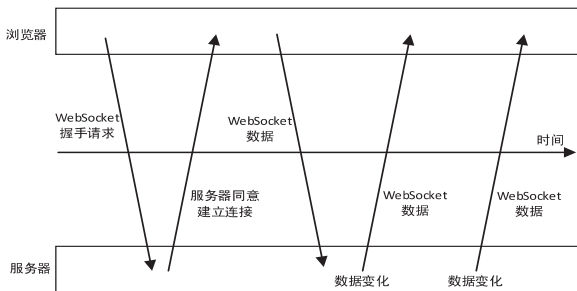 浏览器
WebSocket
握手请求
WebSocket
数据
时间
服务器同意
建立连接
WebSocket
数据
WebSocket
数据
服务器
数据变化
数据变化